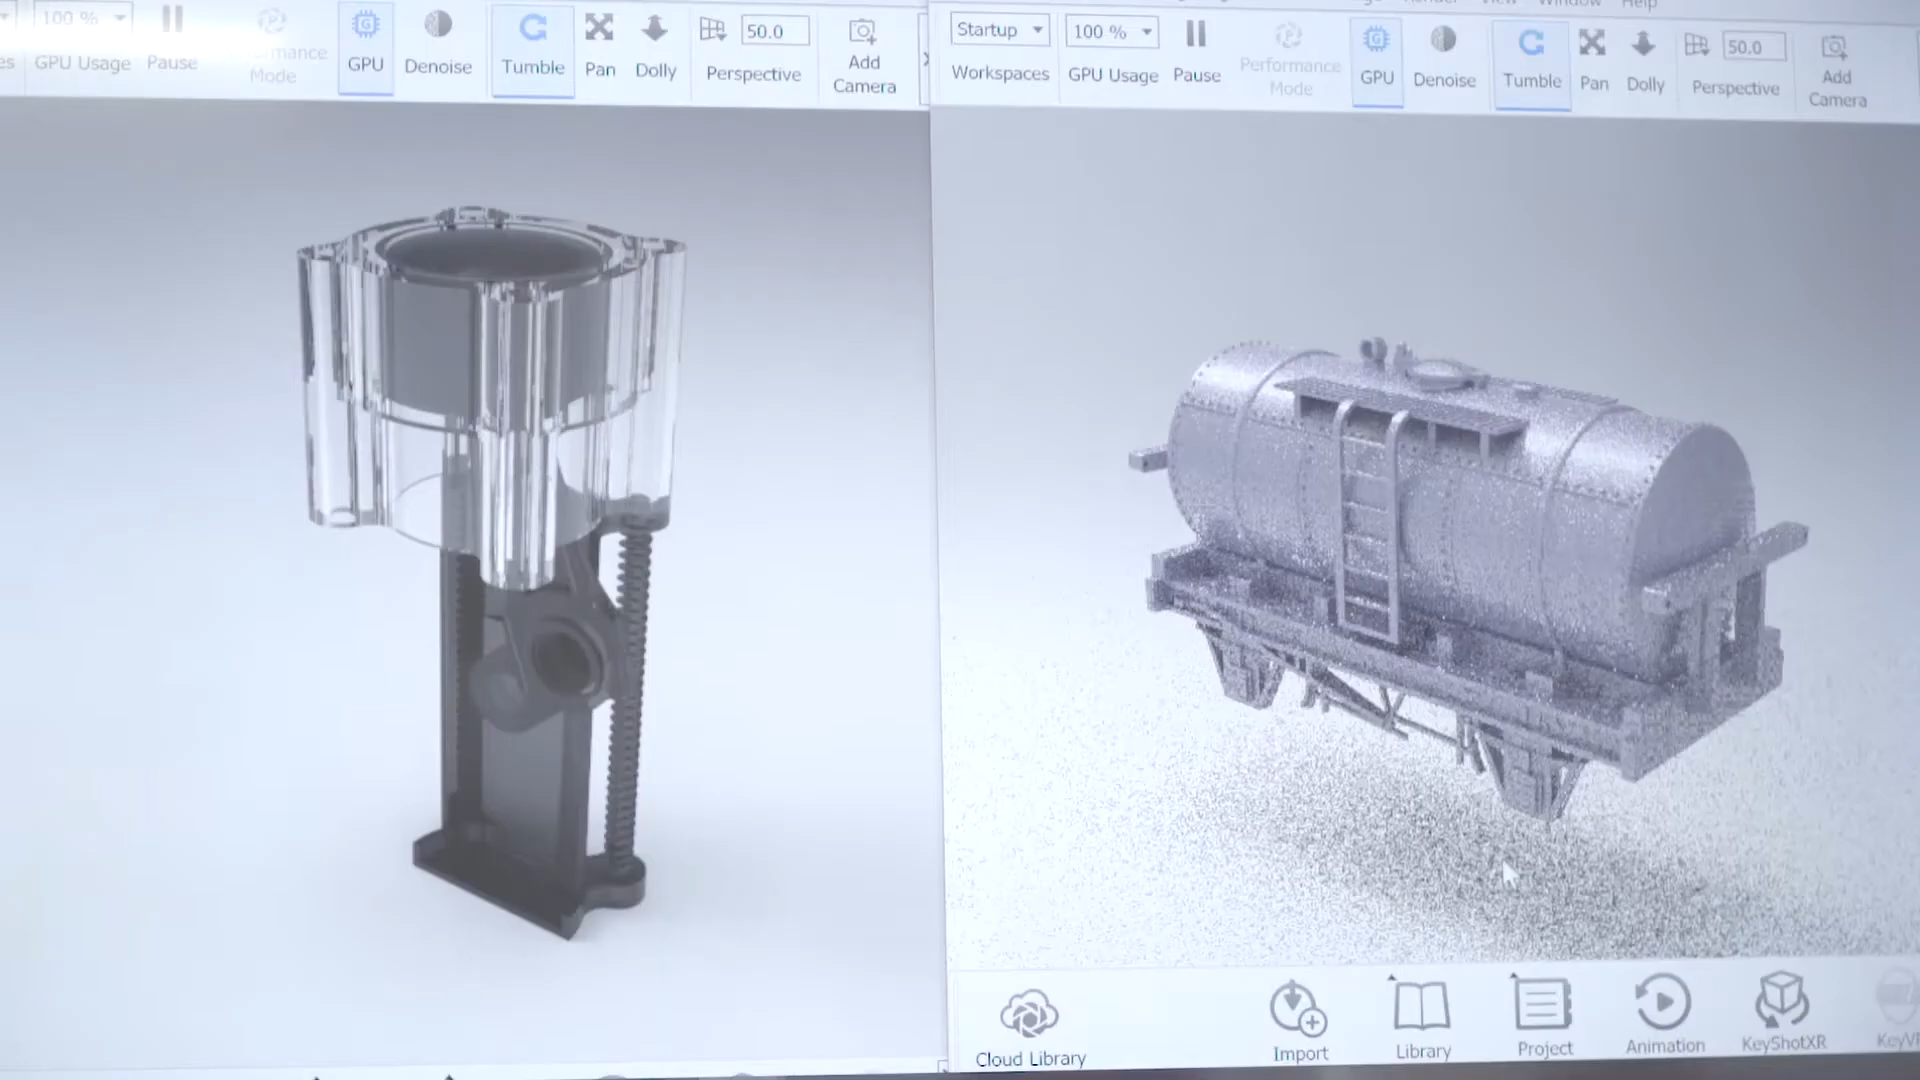 100 %
GPU Usage
Pause
Mode
GPU
Denoise
Tumble
Pan
Dolly
50.0
Perspective
Add
Camera
Window
Help
Startup
Workspaces
100 %
GPU Usage
Pause
Performance
Mode
GPU
Denoise
Tumble
Pan
Dolly
50.0
Perspective
Add
Camera
Cloud Library
Import
Library
Project
Animation
KeyShotXR